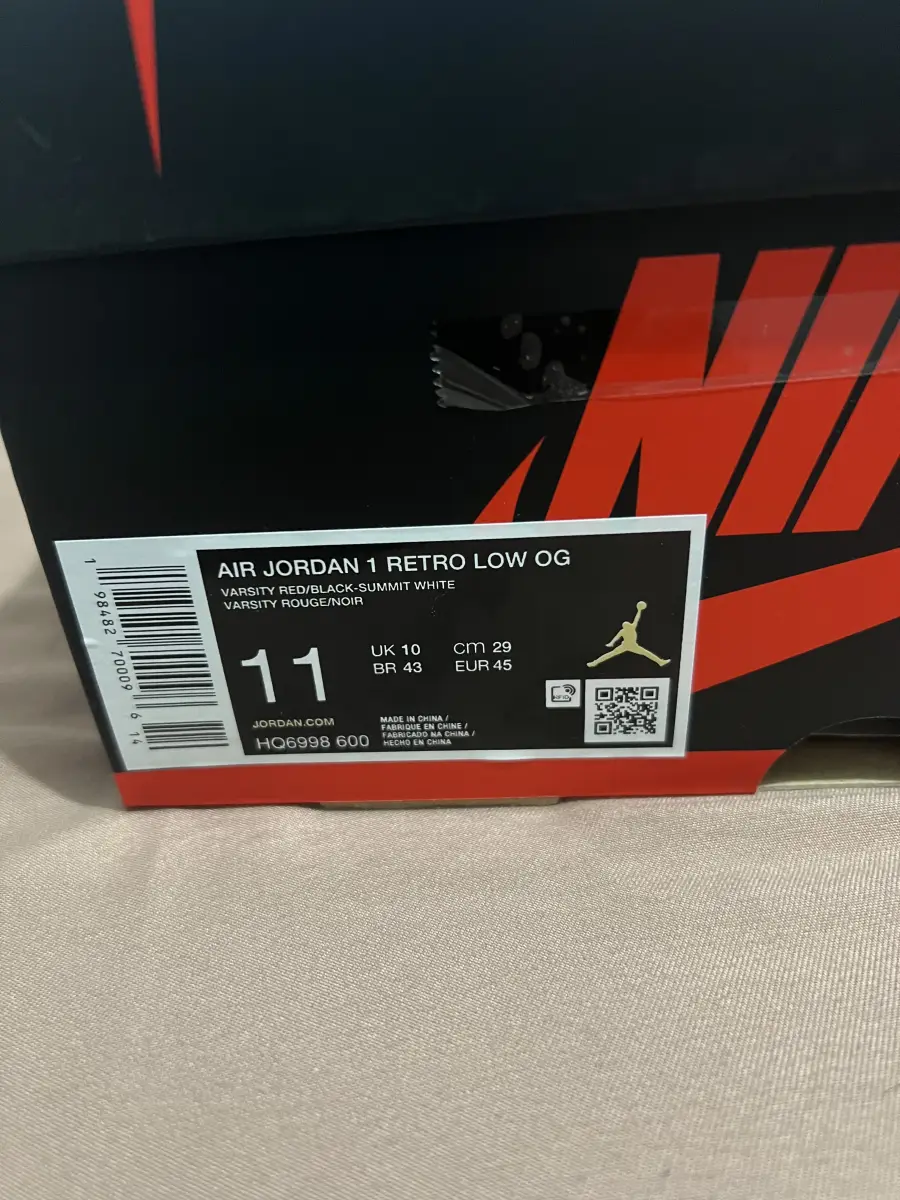 NI
AIR JORDAN 1 RETRO LOW OG
VARSITY RED/BLACK-SUMMIT WHITE
VARSITY ROUGE/NOIR
11
UK 10
CM 29
BR 43
EUR 45
RFID
JORDAN.COM
HQ6998 600
MADE IN CHINA /
FABRIQUE EN CHINE /
FABRICADO NA CHINA /
HECHO EN CHINA
1 98482 70009 6 14